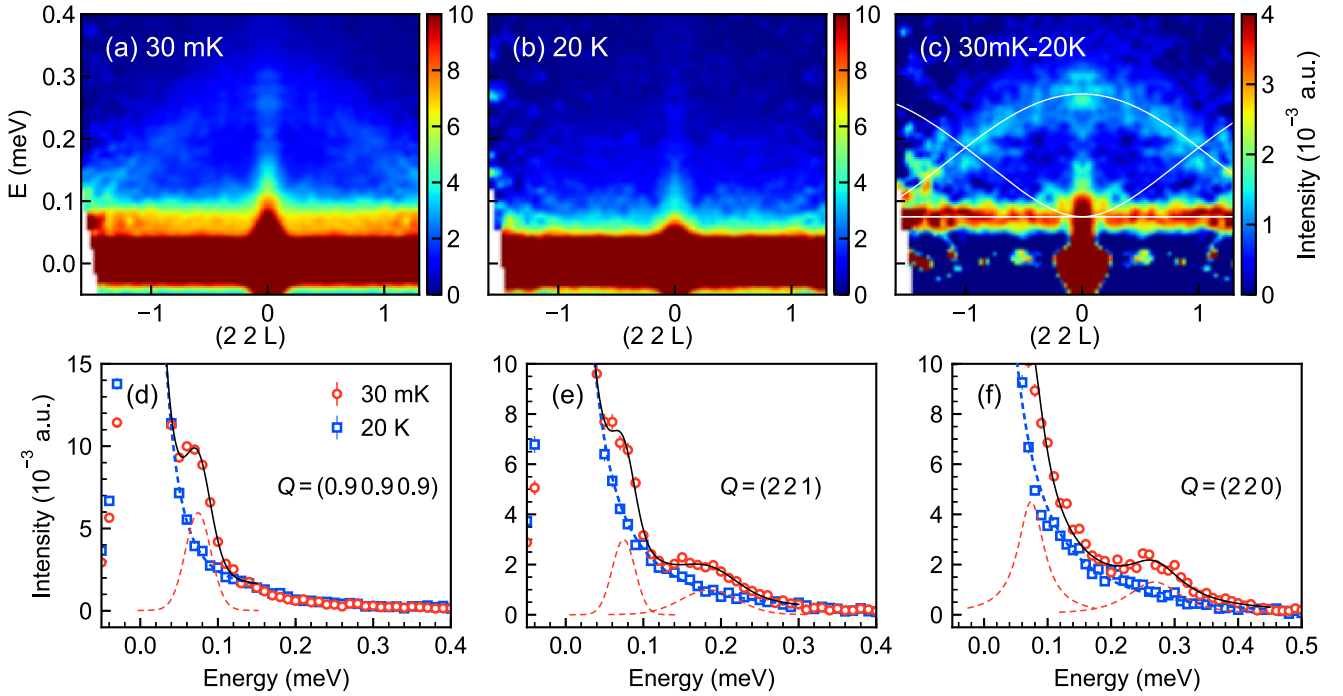 (a) 30 mK
(b) 20 K
(c) 30mK-20K
E (meV)
0.4
0.3
0.2
0.1
0.0
−1 0 1
(2 2 L)
10
8
6
4
2
0
−1 0 1
(2 2 L)
10
8
6
4
2
0
−1 0 1
(2 2 L)
4
3
2
1
0
Intensity (10⁻³ a.u.)
(d)
30 mK
20 K
Q = (0.9 0.9 0.9)
Intensity (10⁻³ a.u.)
15
10
5
0
0.0 0.1 0.2 0.3 0.4
Energy (meV)
(e)
Q = (2 2 1)
10
8
6
4
2
0
0.0 0.1 0.2 0.3 0.4
Energy (meV)
(f)
Q = (2 2 0)
10
8
6
4
2
0
0.0 0.1 0.2 0.3 0.4 0.5
Energy (meV)